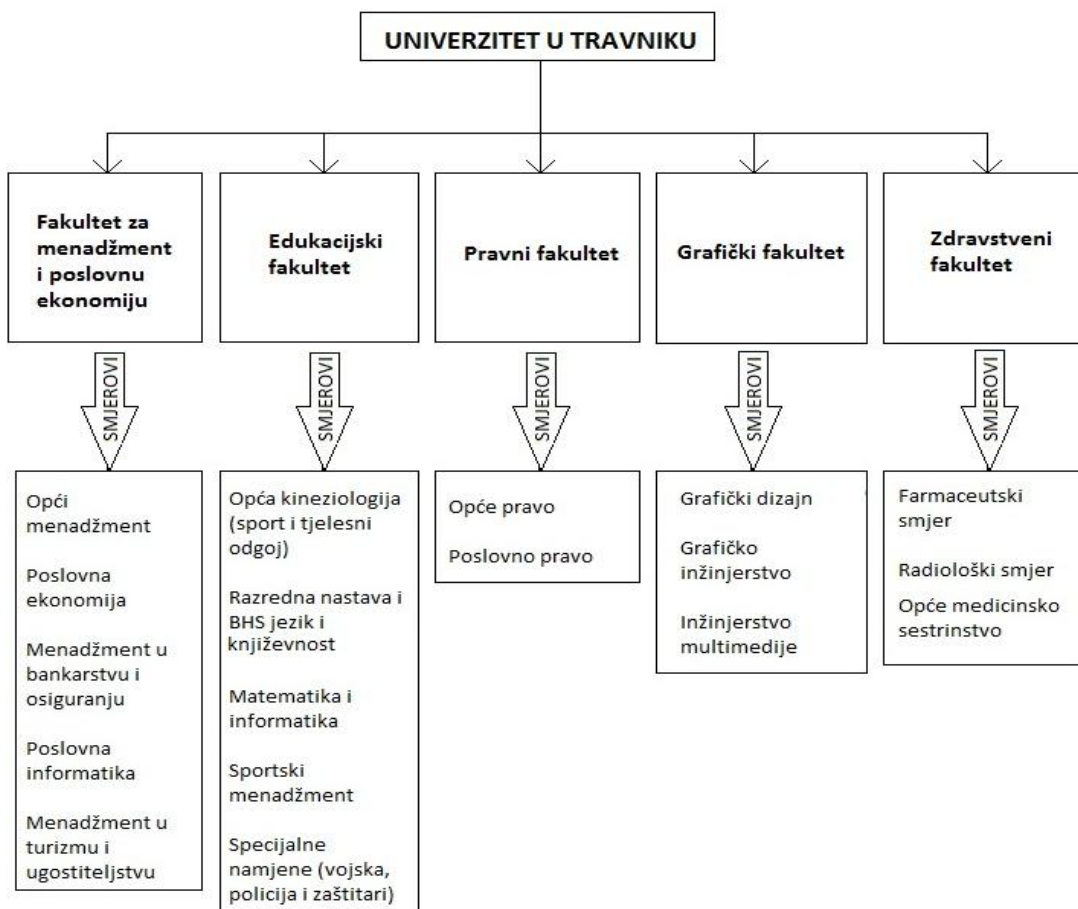 UNIVERZITET U TRAVNIKU
Fakultet za
menadžment
i poslovnu
ekonomiju
Edukacijski
fakultet
Pravni fakultet
Grafički fakultet
Zdravstveni
fakultet
SMJEROVI
SMJEROVI
SMJEROVI
SMJEROVI
SMJEROVI
Opći
menadžment
Poslovna
ekonomija
Menadžment u
bankarstvu i
osiguranju
Poslovna
informatika
Menadžment u
turizmu i
ugostiteljstvu
Opća kineziologija
(sport i tjelesni
odgoj)
Razredna nastava i
BHS jezik i
književnost
Matematika i
informatika
Sportski
menadžment
Specijalne
namjene (vojska,
policija i zaštitari)
Opće pravo
Poslovno pravo
Grafički dizajn
Grafičko
inžinjerstvo
Inžinjerstvo
multimedije
Farmaceutski
smjer
Radiološki smjer
Opće medicinsko
sestrinstvo